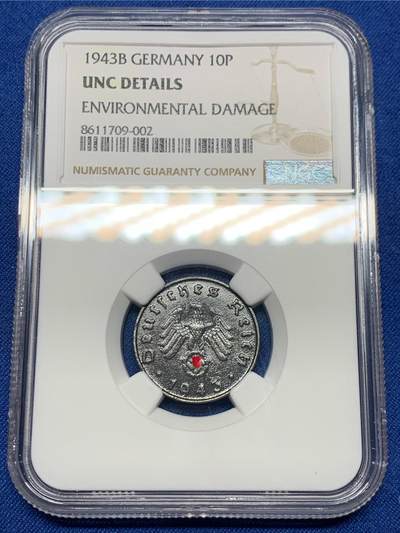 1943B GERMANY 10P
UNC DETAILS
ENVIRONMENTAL DAMAGE
8611709-002
NUMISMATIC GUARANTY COMPANY
Deutsches Reich
· 1943 ·